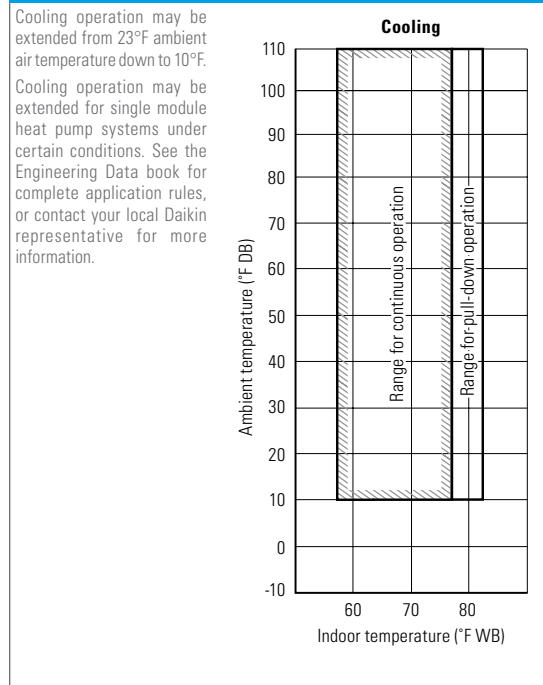 Cooling operation may be
extended from 23°F ambient
air temperature down to 10°F.
Cooling operation may be
extended for single module
heat pump systems under
certain conditions. See the
Engineering Data book for
complete application rules,
or contact your local Daikin
representative for more
information.
Cooling
110
100
90
80
70
60
50
40
30
20
10
0
-10
Ambient temperature (°F DB)
Range for continuous operation
Range for pull-down operation
60 70 80
Indoor temperature (°F WB)